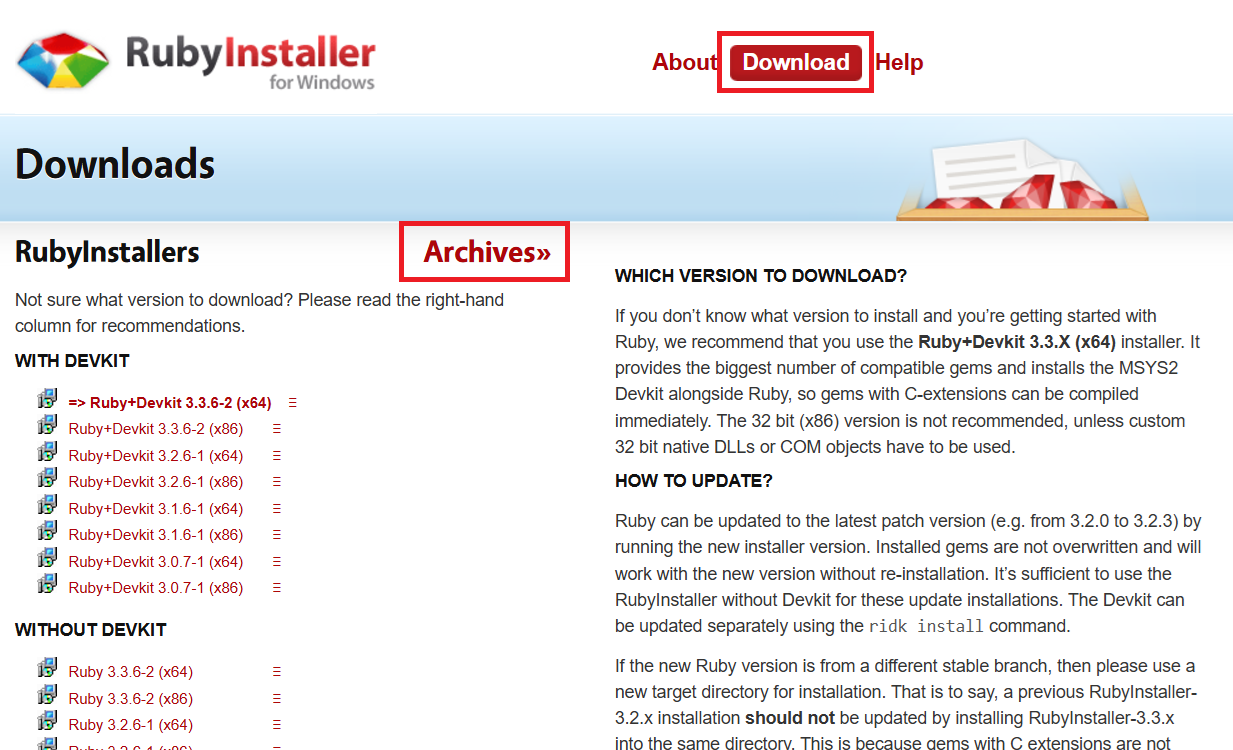 RubyInstaller
for Windows
About Download Help
Downloads
RubyInstallers
Archives»
Not sure what version to download? Please read the right-hand
column for recommendations.
WITH DEVKIT
=> Ruby+Devkit 3.3.6-2 (x64)
Ruby+Devkit 3.3.6-2 (x86)
Ruby+Devkit 3.2.6-1 (x64)
Ruby+Devkit 3.2.6-1 (x86)
Ruby+Devkit 3.1.6-1 (x64)
Ruby+Devkit 3.1.6-1 (x86)
Ruby+Devkit 3.0.7-1 (x64)
Ruby+Devkit 3.0.7-1 (x86)
WITHOUT DEVKIT
Ruby 3.3.6-2 (x64)
Ruby 3.3.6-2 (x86)
Ruby 3.2.6-1 (x64)
Ruby 3.2.6-1 (x86)
WHICH VERSION TO DOWNLOAD?
If you don’t know what version to install and you’re getting started with
Ruby, we recommend that you use the Ruby+Devkit 3.3.X (x64) installer. It
provides the biggest number of compatible gems and installs the MSYS2
Devkit alongside Ruby, so gems with C-extensions can be compiled
immediately. The 32 bit (x86) version is not recommended, unless custom
32 bit native DLLs or COM objects have to be used.
HOW TO UPDATE?
Ruby can be updated to the latest patch version (e.g. from 3.2.0 to 3.2.3) by
running the new installer version. Installed gems are not overwritten and will
work with the new version without re-installation. It’s sufficient to use the
RubyInstaller without Devkit for these update installations. The Devkit can
be updated separately using the ridk install command.
If the new Ruby version is from a different stable branch, then please use a
new target directory for installation. That is to say, a previous RubyInstaller-
3.2.x installation should not be updated by installing RubyInstaller-3.3.x
into the same directory. This is because gems with C extensions are not